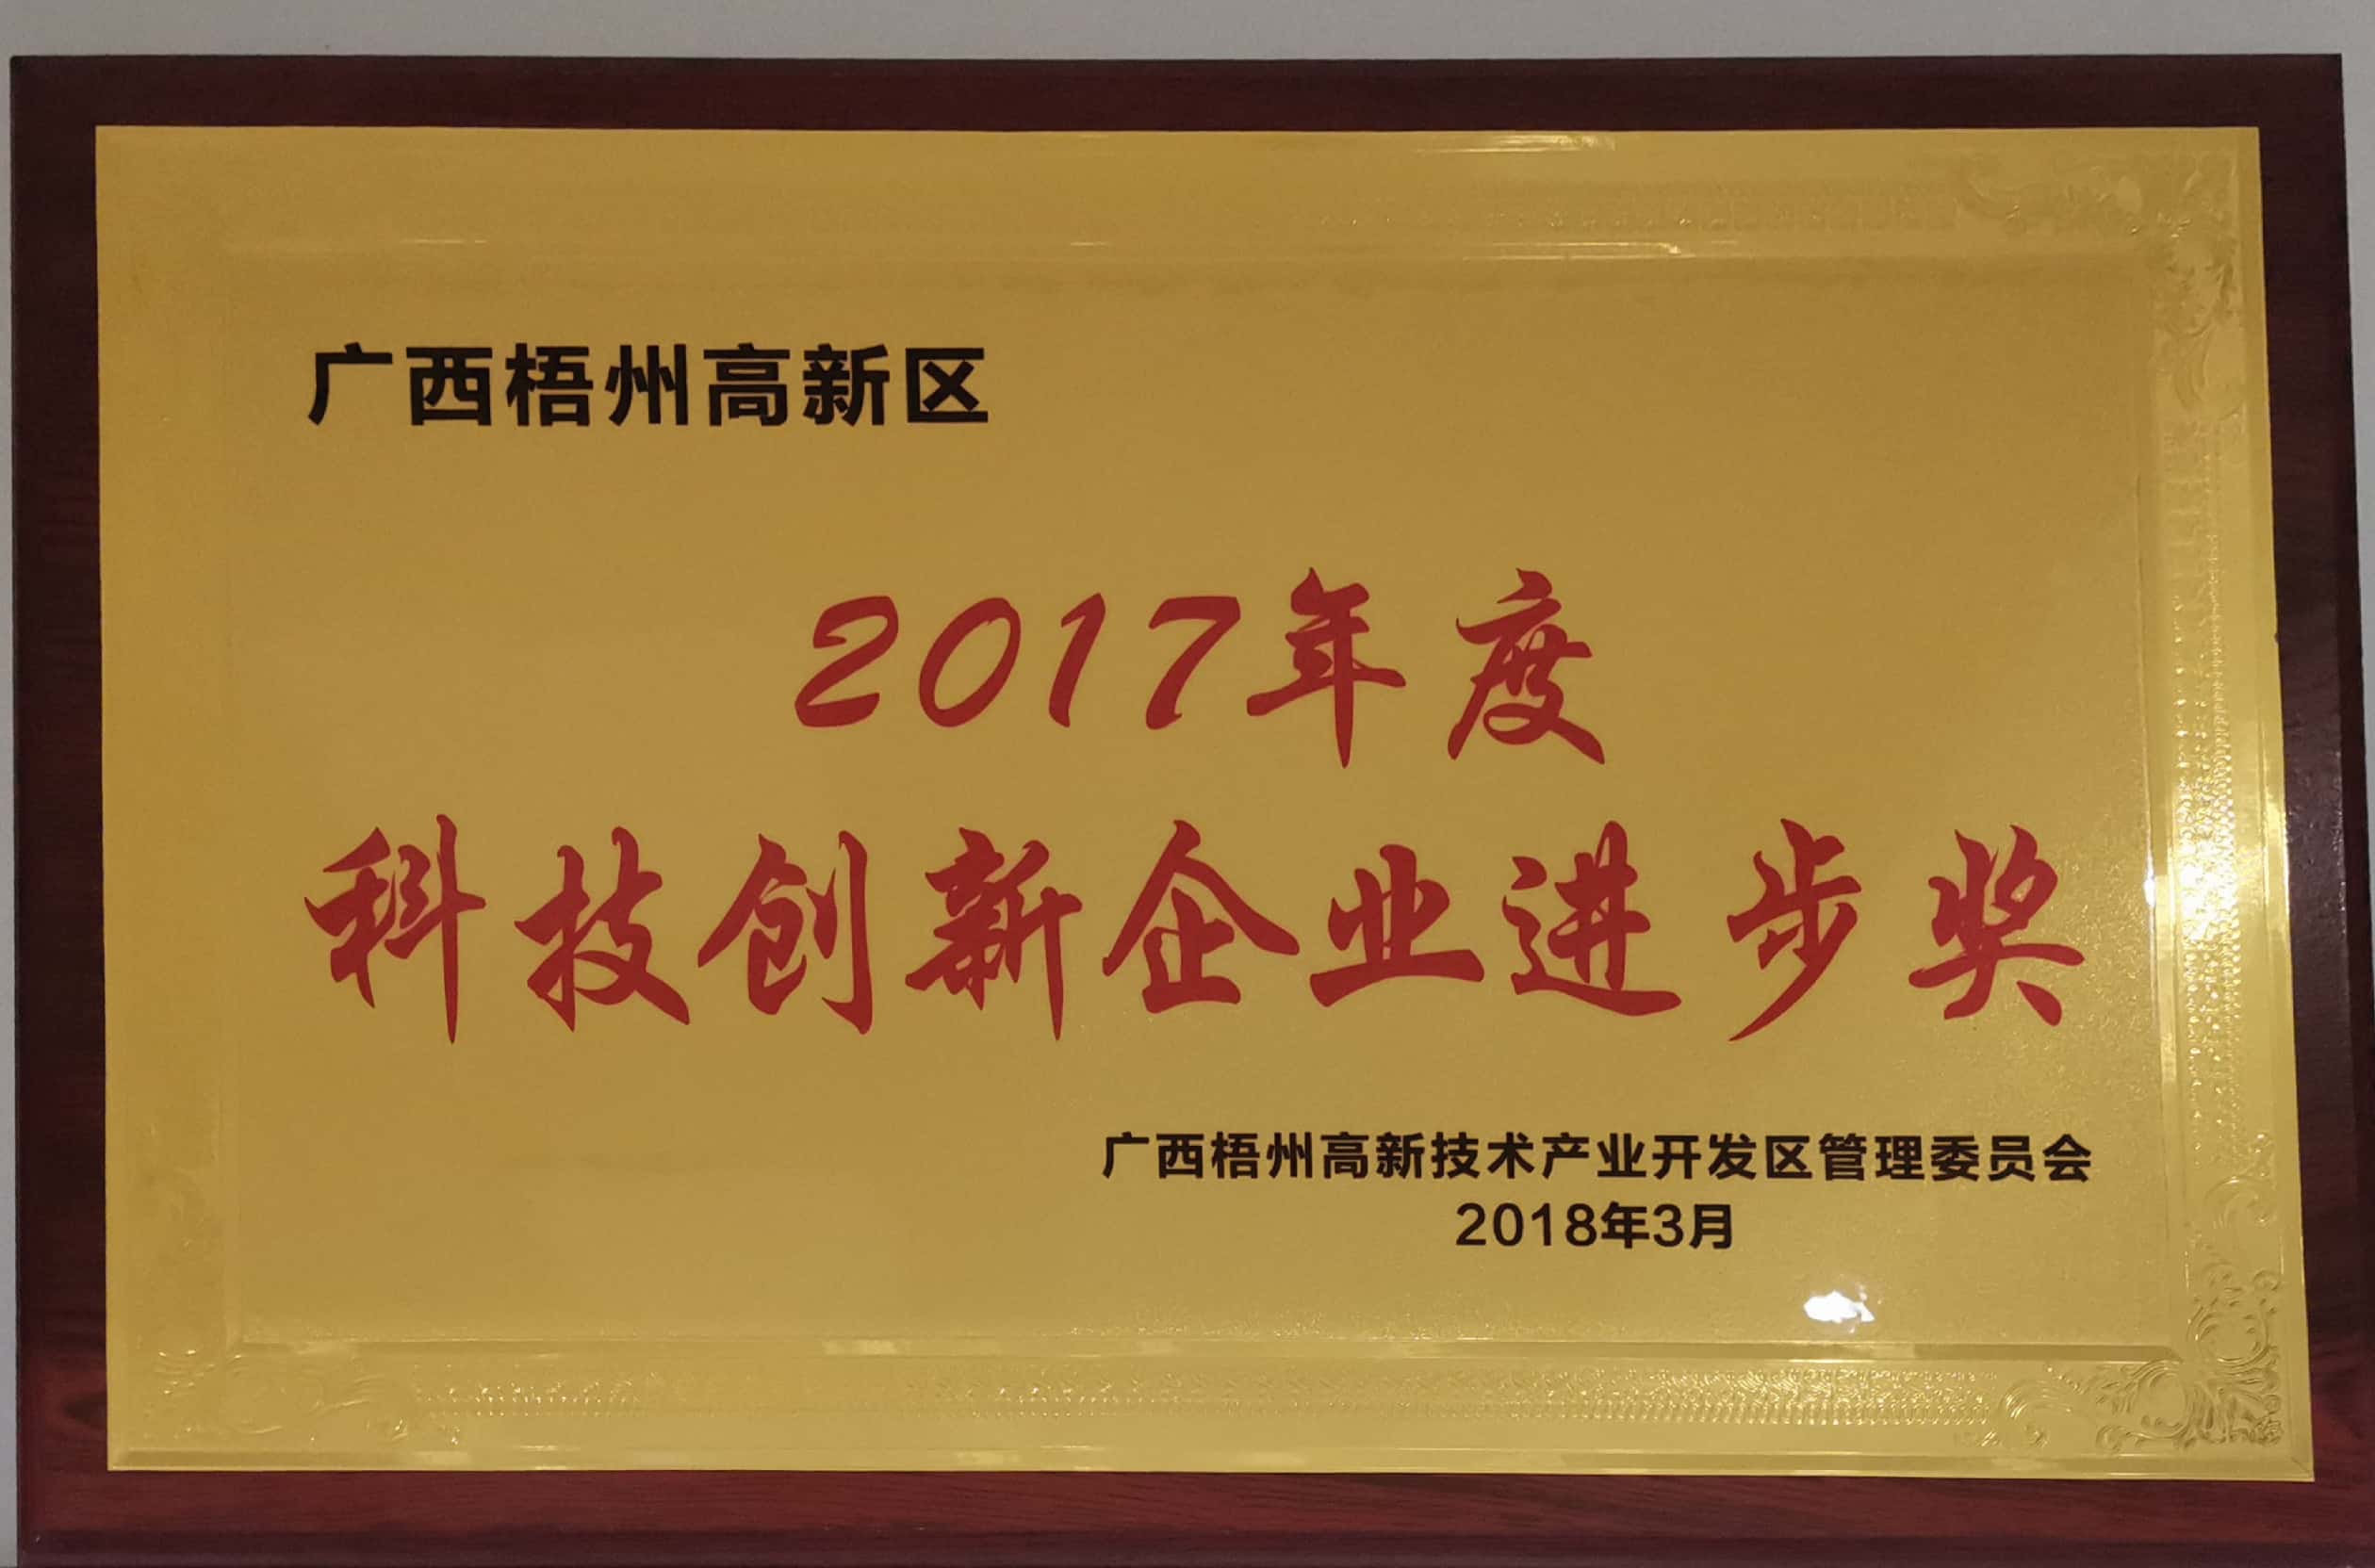 广西梧州高新区
2017年度
科技创新企业进步奖
广西梧州高新技术产业开发区管理委员会
2018年3月